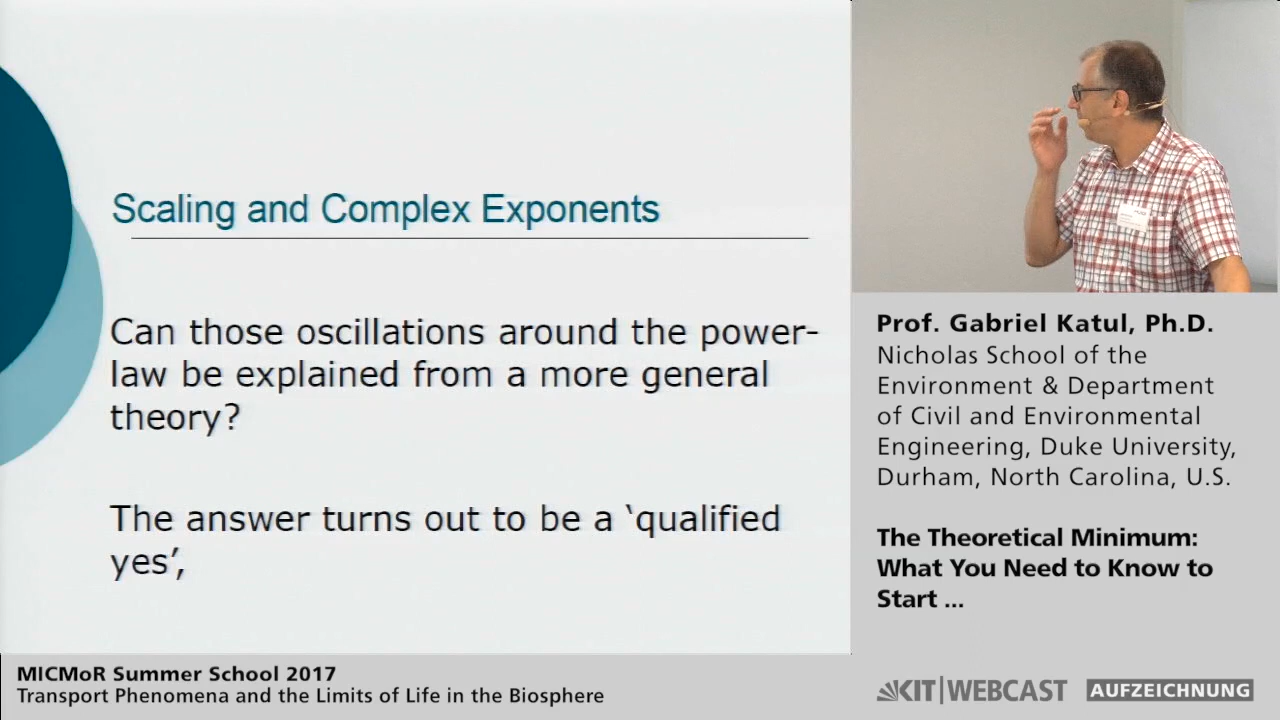 Scaling and Complex Exponents
Can those oscillations around the power-
law be explained from a more general
theory?
The answer turns out to be a ‘qualified
yes’,
Prof. Gabriel Katul, Ph.D.
Nicholas School of the
Environment & Department
of Civil and Environmental
Engineering, Duke University,
Durham, North Carolina, U.S.
The Theoretical Minimum:
What You Need to Know to
Start ...
MICMoR Summer School 2017
Transport Phenomena and the Limits of Life in the Biosphere
KIT|WEBCAST AUFZEICHNUNG